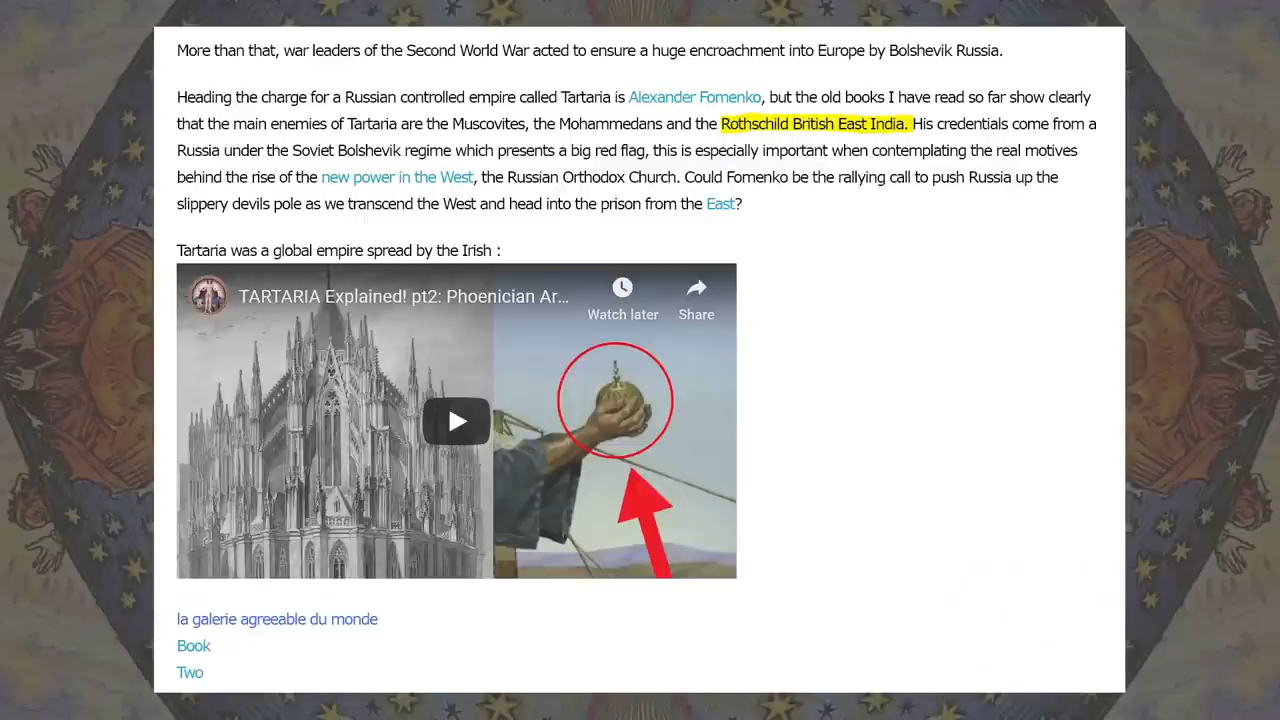 More than that, war leaders of the Second World War acted to ensure a huge encroachment into Europe by Bolshevik Russia.
Heading the charge for a Russian controlled empire called Tartaria is Alexander Fomenko, but the old books I have read so far show clearly
that the main enemies of Tartaria are the Muscovites, the Mohammedans and the Rothschild British East India. His credentials come from a
Russia under the Soviet Bolshevik regime which presents a big red flag, this is especially important when contemplating the real motives
behind the rise of the new power in the West, the Russian Orthodox Church. Could Fomenko be the rallying call to push Russia up the
slippery devils pole as we transcend the West and head into the prison from the East?
Tartaria was a global empire spread by the Irish :
TARTARIA Explained! pt2: Phoenician Ar...
Watch later
Share
la galerie agreeable du monde
Book
Two